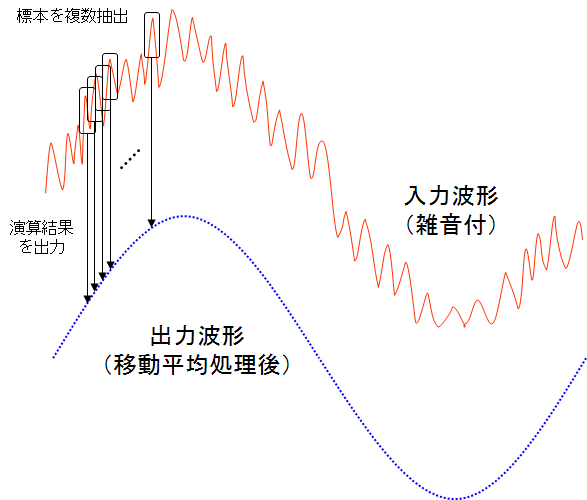 標本を複数抽出
演算結果
を出力
入力波形
（雑音付）
出力波形
（移動平均処理後）